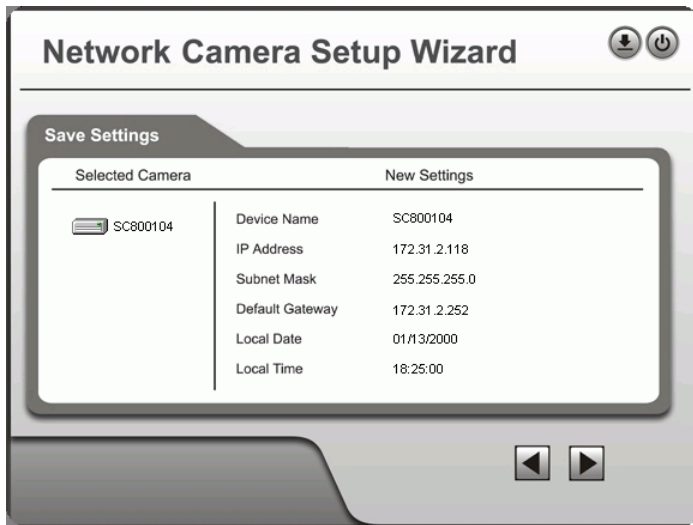 Network Camera Setup Wizard
Save Settings
Selected Camera New Settings
SC800104
Device Name SC800104
IP Address 172.31.2.118
Subnet Mask 255.255.255.0
Default Gateway 172.31.2.252
Local Date 01/13/2000
Local Time 18:25:00